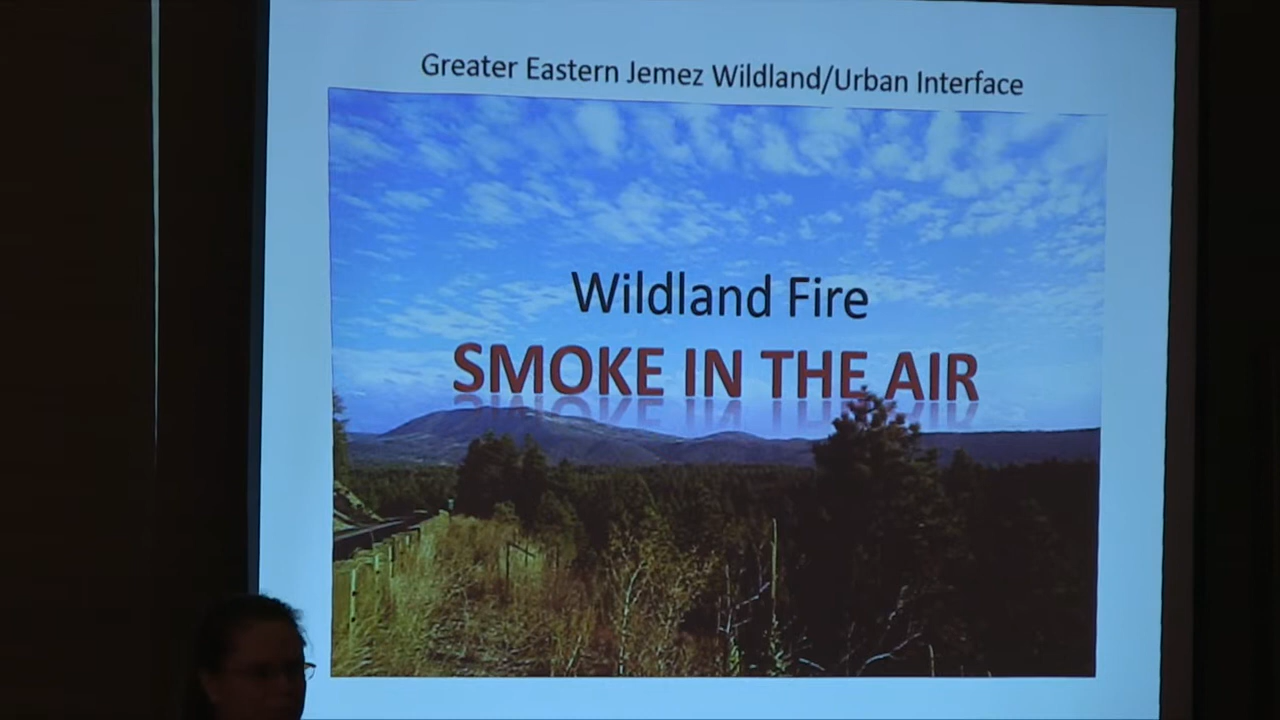 Greater Eastern Jemez Wildland/Urban Interface
Wildland Fire
SMOKE IN THE AIR